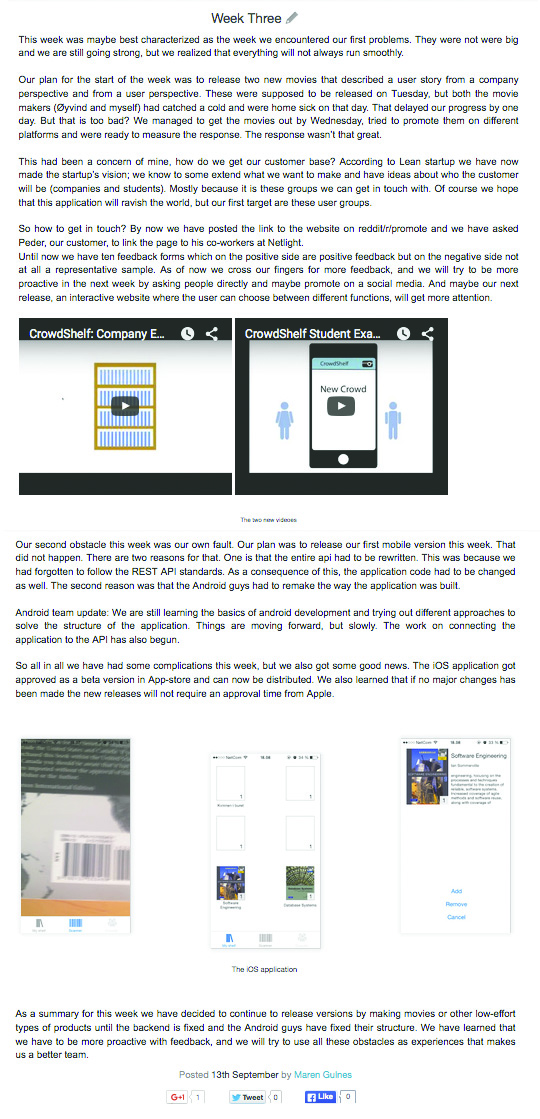 Week Three
This week was maybe best characterized as the week we encountered our first problems. They were not were big
and we are still going strong, but we realized that everything will not always run smoothly.
Our plan for the start of the week was to release two new movies that described a user story from a company
perspective and from a user perspective. These were supposed to be released on Tuesday, but both the movie
makers (Øyvind and myself) had catched a cold and were home sick on that day. That delayed our progress by one
day. But that is too bad? We managed to get the movies out by Wednesday, tried to promote them on different
platforms and were ready to measure the response. The response wasn't that great.
This had been a concern of mine, how do we get our customer base? According to Lean startup we have now
made the startup's vision; we know to some extend what we want to make and have ideas about who the customer
will be (companies and students). Mostly because it is these groups we can get in touch with. Of course we hope
that this application will ravish the world, but our first target are these user groups.
So how to get in touch? By now we have posted the link to the website on reddit/r/promote and we have asked
Peder, our customer, to link the page to his co-workers at Netlight.
Until now we have ten feedback forms which on the positive side are positive feedback but on the negative side not
at all a representative sample. As of now we cross our fingers for more feedback, and we will try to be more
proactive in the next week by asking people directly and maybe promote on a social media. And maybe our next
release, an interactive website where the user can choose between different functions, will get more attention.
CrowdShelf: Company E...
CrowdShelf Student Exa...
CrowdShelf
New Crowd
The two new videoes
Our second obstacle this week was our own fault. Our plan was to release our first mobile version this week. That
did not happen. There are two reasons for that. One is that the entire api had to be rewritten. This was because we
had forgotten to follow the REST API standards. As a consequence of this, the application code had to be changed
as well. The second reason was that the Android guys had to remake the way the application was built.
Android team update: We are still learning the basics of android development and trying out different approaches to
solve the structure of the application. Things are moving forward, but slowly. The work on connecting the
application to the API has also begun.
So all in all we have had some complications this week, but we also got some good news. The iOS application got
approved as a beta version in App-store and can now be distributed. We also learned that if no major changes has
been made the new releases will not require an approval time from Apple.
NetCom
1
1
1
1
Software
Engineering
1
1
Database Systems
NetCom
Software Engineering
Ian Sommerville
1
Add
Remove
Cancel
The iOS application
As a summary for this week we have decided to continue to release versions by making movies or other low-effort
types of products until the backend is fixed and the Android guys have fixed their structure. We have learned that
we have to be more proactive with feedback, and we will try to use all these obstacles as experiences that makes
us a better team.
Posted 13th September by Maren Gulnes
G+1 1 Tweet 0 Like 0